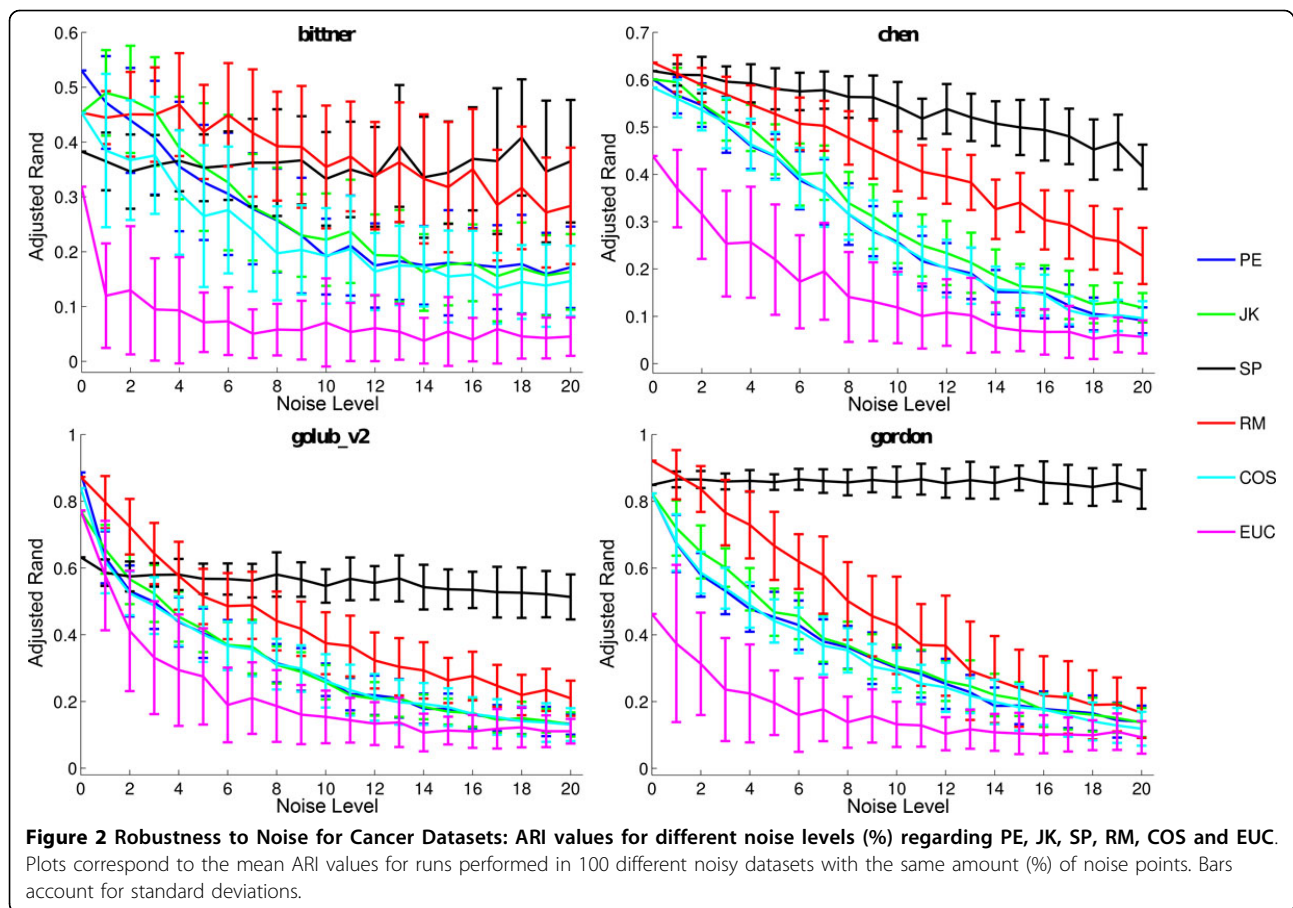 bittner
0.6
0.5
0.4
0.3
0.2
0.1
0
Adjusted Rand
0 2 4 6 8 10 12 14 16 18 20
Noise Level
chen
0.7
0.6
0.5
0.4
0.3
0.2
0.1
0
Adjusted Rand
0 2 4 6 8 10 12 14 16 18 20
Noise Level
PE
JK
SP
RM
COS
EUC
golub_v2
1
0.8
0.6
0.4
0.2
0
Adjusted Rand
0 2 4 6 8 10 12 14 16 18 20
Noise Level
gordon
1
0.8
0.6
0.4
0.2
0
Adjusted Rand
0 2 4 6 8 10 12 14 16 18 20
Noise Level
Figure 2 Robustness to Noise for Cancer Datasets: ARI values for different noise levels (%) regarding PE, JK, SP, RM, COS and EUC.
Plots correspond to the mean ARI values for runs performed in 100 different noisy datasets with the same amount (%) of noise points. Bars
account for standard deviations.